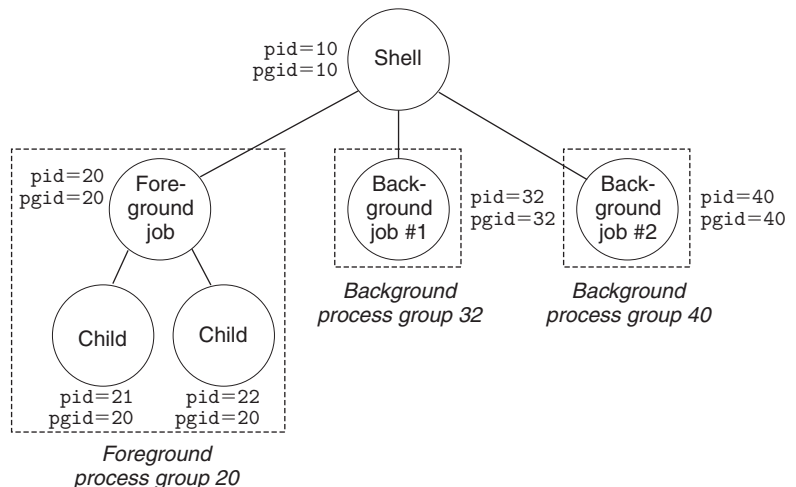 pid=10
pgid=10
Shell
pid=20
pgid=20
Fore-
ground
job
Back-
ground
job #1
pid=32
pgid=32
Back-
ground
job #2
pid=40
pgid=40
Background
process group 32
Background
process group 40
Child
Child
pid=21
pgid=20
pid=22
pgid=20
Foreground
process group 20